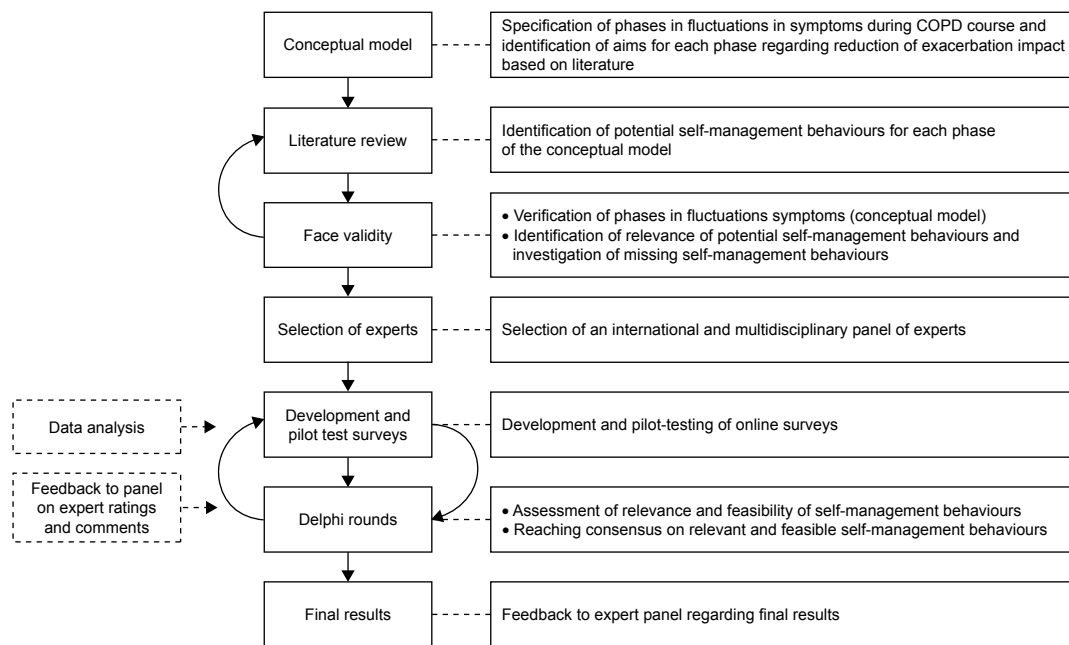 Conceptual model
Specification of phases in fluctuations in symptoms during COPD course and
identification of aims for each phase regarding reduction of exacerbation impact
based on literature
Literature review
Identification of potential self-management behaviours for each phase
of the conceptual model
Face validity
• Verification of phases in fluctuations symptoms (conceptual model)
• Identification of relevance of potential self-management behaviours and
investigation of missing self-management behaviours
Selection of experts
Selection of an international and multidisciplinary panel of experts
Data analysis
Development and
pilot test surveys
Development and pilot-testing of online surveys
Feedback to panel
on expert ratings
and comments
Delphi rounds
• Assessment of relevance and feasibility of self-management behaviours
• Reaching consensus on relevant and feasible self-management behaviours
Final results
Feedback to expert panel regarding final results